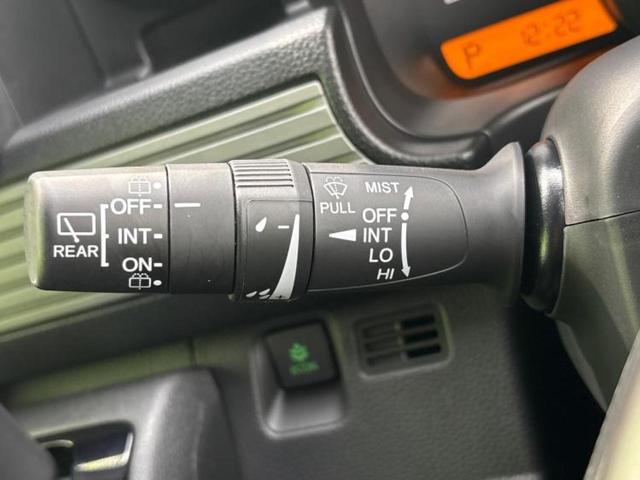 P 12:22
OFF
INT
ON
REAR
PULL
MIST
OFF
INT
LO
HI
ECON